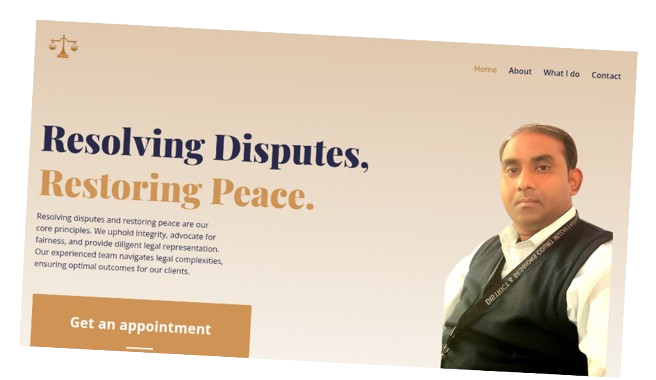 Home About What I do Contact
Resolving Disputes,
Restoring Peace.
Resolving disputes and restoring peace are our
core principles. We uphold integrity, advocate for
fairness, and provide diligent legal representation.
Our experienced team navigates legal complexities,
ensuring optimal outcomes for our clients.
Get an appointment